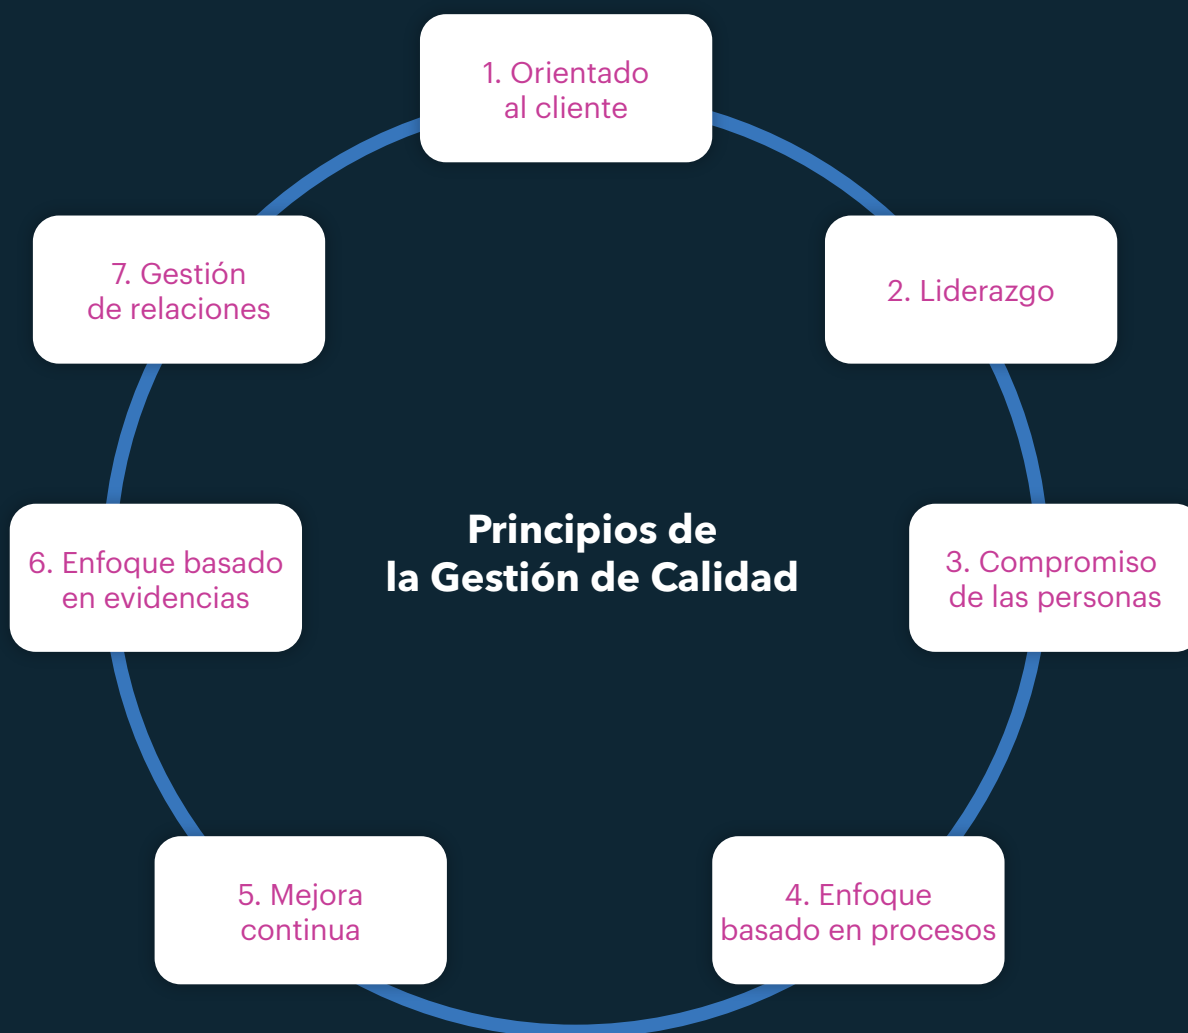 1. Orientado
al cliente
2. Liderazgo
3. Compromiso
de las personas
4. Enfoque
basado en procesos
5. Mejora
continua
6. Enfoque basado
en evidencias
7. Gestión
de relaciones
Principios de
la Gestión de Calidad